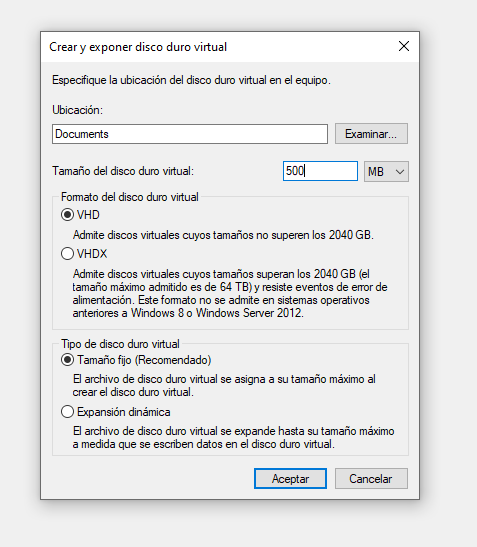 Crear y exponer disco duro virtual
Especifique la ubicación del disco duro virtual en el equipo.
Ubicación:
Documents
Examinar...
Tamaño del disco duro virtual:
500
MB
Formato del disco duro virtual
VHD
Admite discos virtuales cuyos tamaños no superen los 2040 GB.
VHDX
Admite discos virtuales cuyos tamaños superan los 2040 GB (el
tamaño máximo admitido es de 64 TB) y resiste eventos de error de
alimentación. Este formato no se admite en sistemas operativos
anteriores a Windows 8 o Windows Server 2012.
Tipo de disco duro virtual
Tamaño fijo (Recomendado)
El archivo de disco duro virtual se asigna a su tamaño máximo al
crear el disco duro virtual.
Expansión dinámica
El archivo de disco duro virtual se expande hasta su tamaño máximo
a medida que se escriben datos en el disco duro virtual.
Aceptar
Cancelar